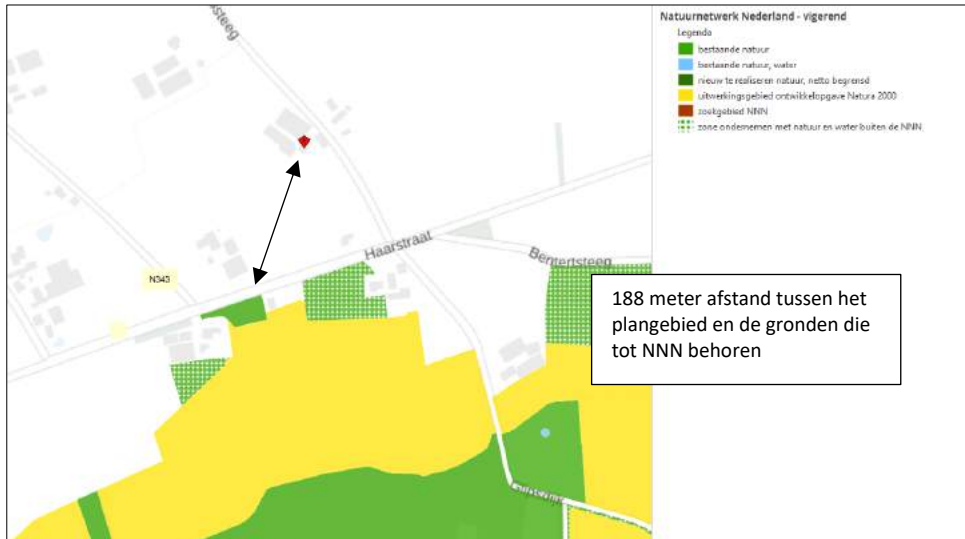 Natuurnetwerk Nederland - vigerend
Legenda
bestaande natuur
bestaande natuur, water
nieuw te realiseren natuur, netto begrensd
uitwerkingsgebied ontwikkelopgave Natura 2000
zoekgebied NNN
zone ondernemen met natuur en water buiten de NNN
Haarstraat
Bentertsteeg
N343
188 meter afstand tussen het
plangebied en de gronden die
tot NNN behoren